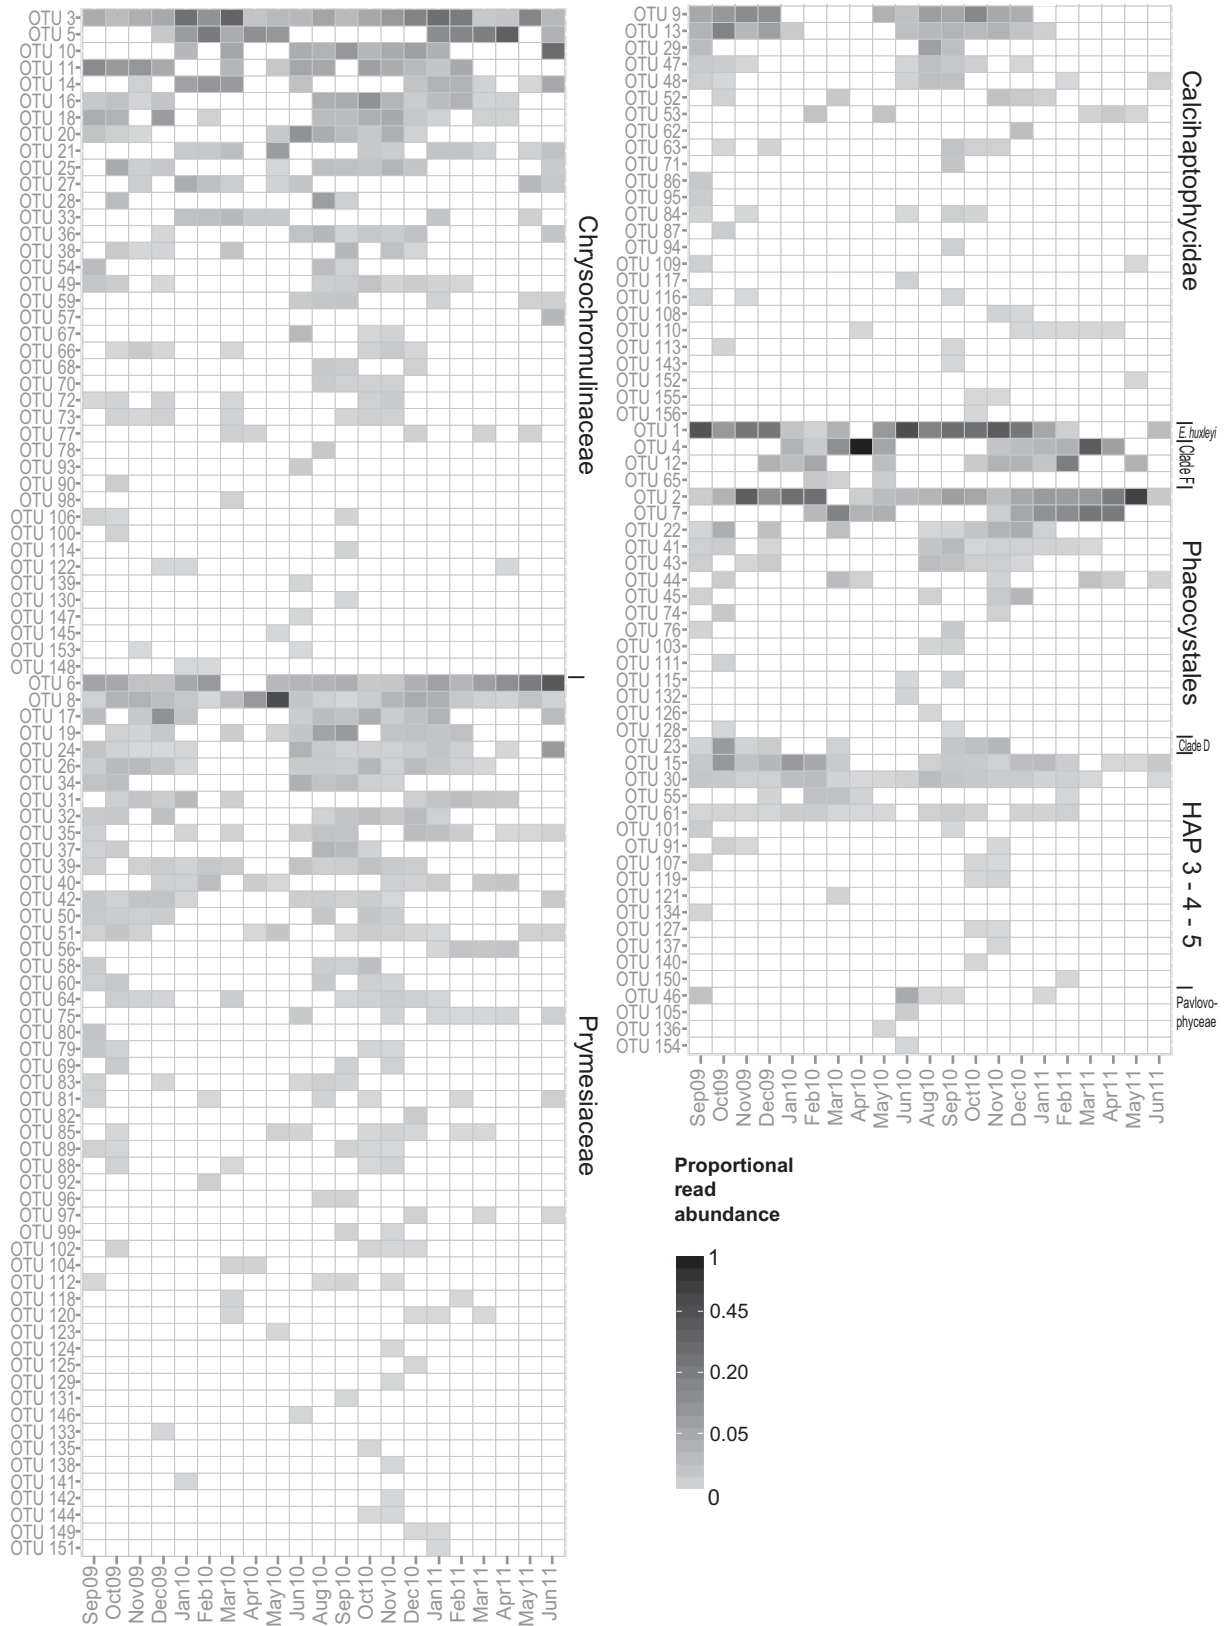 OTU 3
OTU 5
OTU 10
OTU 11
OTU 14
OTU 16
OTU 18
OTU 20
OTU 21
OTU 25
OTU 27
OTU 28
OTU 33
OTU 36
OTU 38
OTU 54
OTU 49
OTU 59
OTU 57
OTU 67
OTU 66
OTU 68
OTU 70
OTU 72
OTU 73
OTU 77
OTU 78
OTU 93
OTU 90
OTU 98
OTU 106
OTU 100
OTU 114
OTU 122
OTU 139
OTU 130
OTU 147
OTU 145
OTU 153
OTU 148
OTU 6
OTU 8
OTU 17
OTU 19
OTU 24
OTU 26
OTU 34
OTU 31
OTU 32
OTU 35
OTU 37
OTU 39
OTU 40
OTU 42
OTU 50
OTU 51
OTU 56
OTU 58
OTU 60
OTU 64
OTU 75
OTU 80
OTU 79
OTU 69
OTU 83
OTU 81
OTU 82
OTU 85
OTU 89
OTU 88
OTU 92
OTU 96
OTU 97
OTU 99
OTU 102
OTU 104
OTU 112
OTU 118
OTU 120
OTU 123
OTU 124
OTU 125
OTU 129
OTU 131
OTU 146
OTU 133
OTU 135
OTU 138
OTU 141
OTU 142
OTU 144
OTU 149
OTU 151
Sep09
Oct09
Nov09
Dec09
Jan10
Feb10
Mar10
Apr10
May10
Jun10
Aug10
Sep10
Oct10
Nov10
Dec10
Jan11
Feb11
Mar11
Apr11
May11
Jun11
Chrysochromulinaceae
Prymesiaceae
OTU 9
OTU 13
OTU 29
OTU 47
OTU 48
OTU 52
OTU 53
OTU 62
OTU 63
OTU 71
OTU 86
OTU 95
OTU 84
OTU 87
OTU 94
OTU 109
OTU 117
OTU 116
OTU 108
OTU 110
OTU 113
OTU 143
OTU 152
OTU 155
OTU 156
OTU 1
OTU 4
OTU 12
OTU 65
OTU 2
OTU 7
OTU 22
OTU 41
OTU 43
OTU 44
OTU 45
OTU 74
OTU 76
OTU 103
OTU 111
OTU 115
OTU 132
OTU 126
OTU 128
OTU 23
OTU 15
OTU 30
OTU 55
OTU 61
OTU 101
OTU 91
OTU 107
OTU 119
OTU 121
OTU 134
OTU 127
OTU 137
OTU 140
OTU 150
OTU 46
OTU 105
OTU 136
OTU 154
Sep09
Oct09
Nov09
Dec09
Jan10
Feb10
Mar10
Apr10
May10
Jun10
Aug10
Sep10
Oct10
Nov10
Dec10
Jan11
Feb11
Mar11
Apr11
May11
Jun11
Calcihaptophycidae
E. huxleyi
Clade F
Phaeocystales
Clade D
HAP 3 - 4 - 5
Pavlovo-
phyceae
Proportional
read
abundance
1
0.45
0.20
0.05
0